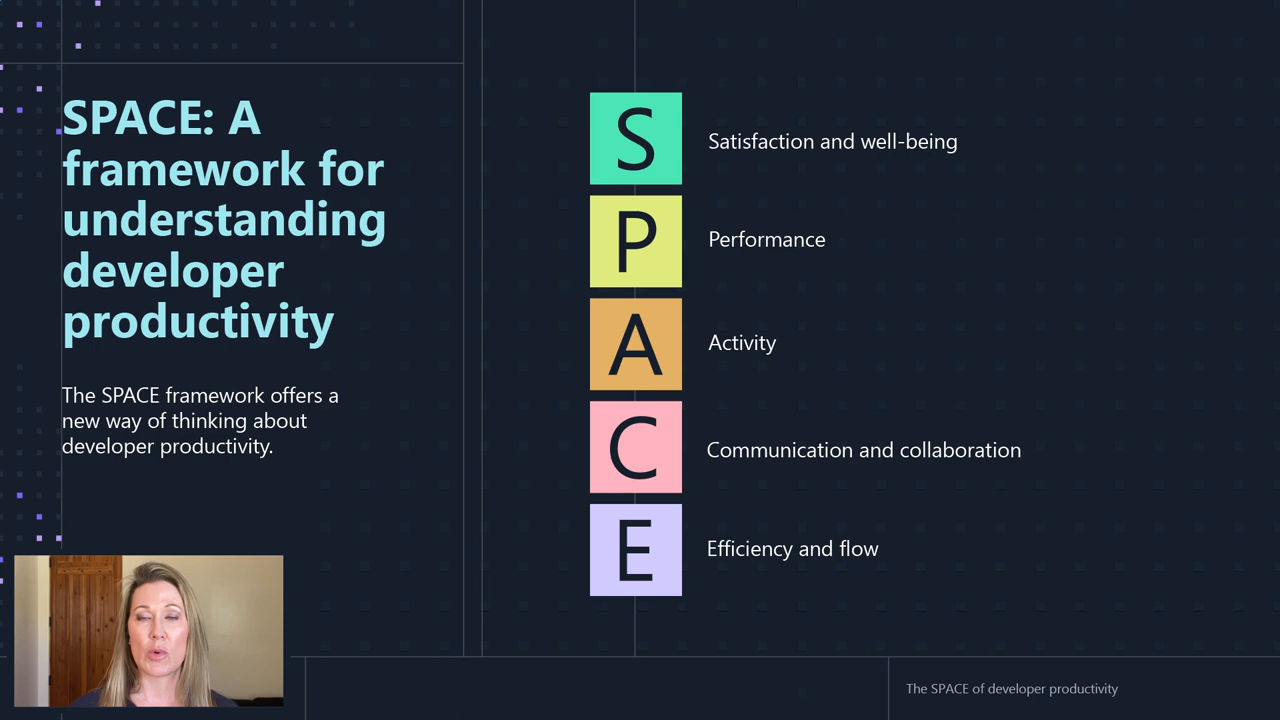 SPACE: A
framework for
understanding
developer
productivity
The SPACE framework offers a
new way of thinking about
developer productivity.
S
Satisfaction and well-being
P
Performance
A
Activity
C
Communication and collaboration
E
Efficiency and flow
The SPACE of developer productivity